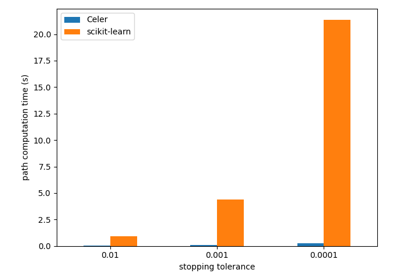 Celer
scikit-learn
path computation time (s)
20.0
17.5
15.0
12.5
10.0
7.5
5.0
2.5
0.0
0.01 0.001 0.0001
stopping tolerance